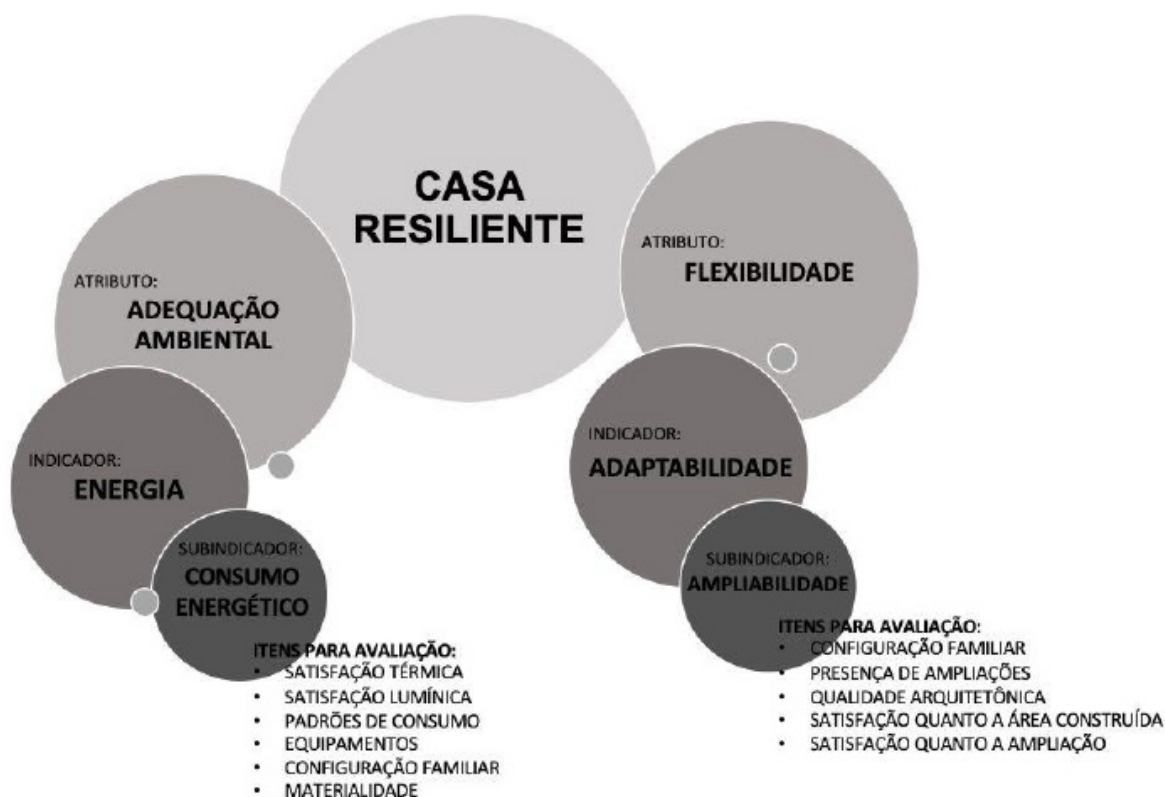 CASA
RESILIENTE
ATRIBUTO:
ADEQUAÇÃO
AMBIENTAL
INDICADOR:
ENERGIA
SUBINDICADOR:
CONSUMO
ENERGÉTICO
ITENS PARA AVALIAÇÃO:
• SATISFAÇÃO TÉRMICA
• SATISFAÇÃO LUMÍNICA
• PADRÕES DE CONSUMO
• EQUIPAMENTOS
• CONFIGURAÇÃO FAMILIAR
• MATERIALIDADE
ATRIBUTO:
FLEXIBILIDADE
INDICADOR:
ADAPTABILIDADE
SUBINDICADOR:
AMPLIABILIDADE
ITENS PARA AVALIAÇÃO:
• CONFIGURAÇÃO FAMILIAR
• PRESENÇA DE AMPLIAÇÕES
• QUALIDADE ARQUITETÔNICA
• SATISFAÇÃO QUANTO A ÁREA CONSTRUÍDA
• SATISFAÇÃO QUANTO A AMPLIAÇÃO